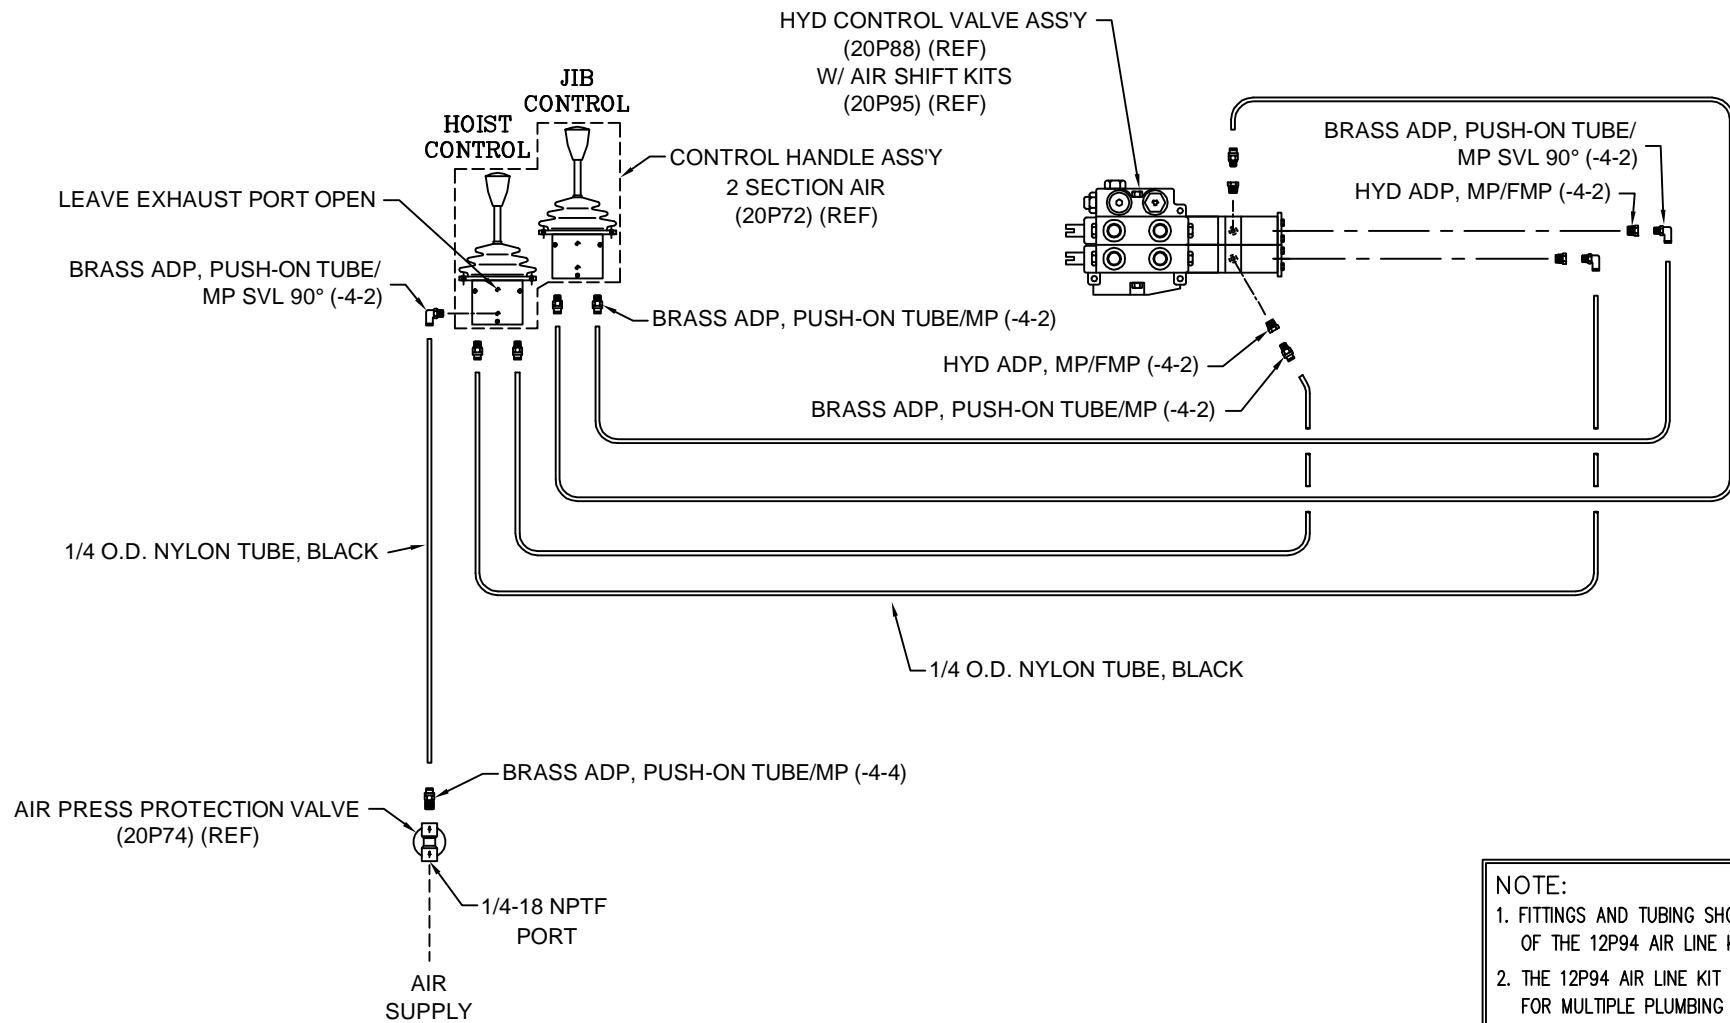 HYD CONTROL VALVE ASS'Y
(20P88) (REF)
W/ AIR SHIFT KITS
(20P95) (REF)
JIB
CONTROL
HOIST
CONTROL
CONTROL HANDLE ASS'Y
2 SECTION AIR
(20P72) (REF)
BRASS ADP, PUSH-ON TUBE/
MP SVL 90° (-4-2)
HYD ADP, MP/FMP (-4-2)
LEAVE EXHAUST PORT OPEN
BRASS ADP, PUSH-ON TUBE/
MP SVL 90° (-4-2)
BRASS ADP, PUSH-ON TUBE/MP (-4-2)
HYD ADP, MP/FMP (-4-2)
BRASS ADP, PUSH-ON TUBE/MP (-4-2)
1/4 O.D. NYLON TUBE, BLACK
1/4 O.D. NYLON TUBE, BLACK
BRASS ADP, PUSH-ON TUBE/MP (-4-4)
AIR PRESS PROTECTION VALVE
(20P74) (REF)
1/4-18 NPTF
PORT
AIR
SUPPLY
NOTE:
1. FITTINGS AND TUBING
OF THE 12P94 AIR LINE
2. THE 12P94 AIR LINE KIT
FOR MULTIPLE PLUMBING